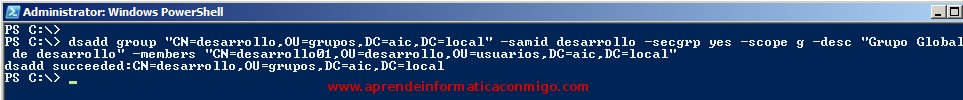 Administrator: Windows PowerShell
PS C:\>
PS C:\> dsadd group "CN=desarrollo,OU=grupos,DC=aic,DC=local" -samid desarrollo -secgrp yes -scope g -desc "Grupo Global
de desarrollo" -members "CN=desarrollo01,OU=usuarios,DC=aic,DC=local"
dsadd succeeded:CN=desarrollo,OU=grupos,DC=aic,DC=local
PS C:\> _
www.aprendeinformaticaconmigo.com